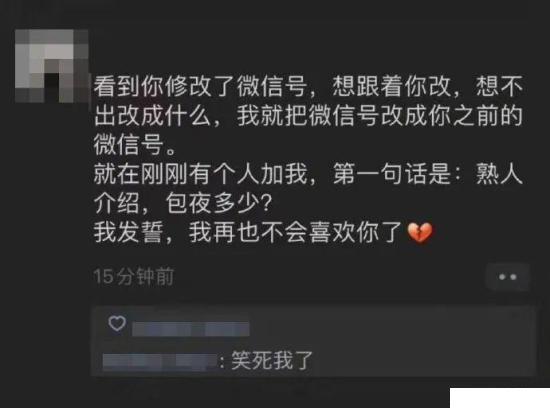 看到你修改了微信号，想跟着你改，想不
出改成什么，我就把微信号改成你之前的
微信号。
就在刚刚有个人加我，第一句话是：熟人
介绍，包夜多少？
我发誓，我再也不会喜欢你了💔
15分钟前
：笑死我了